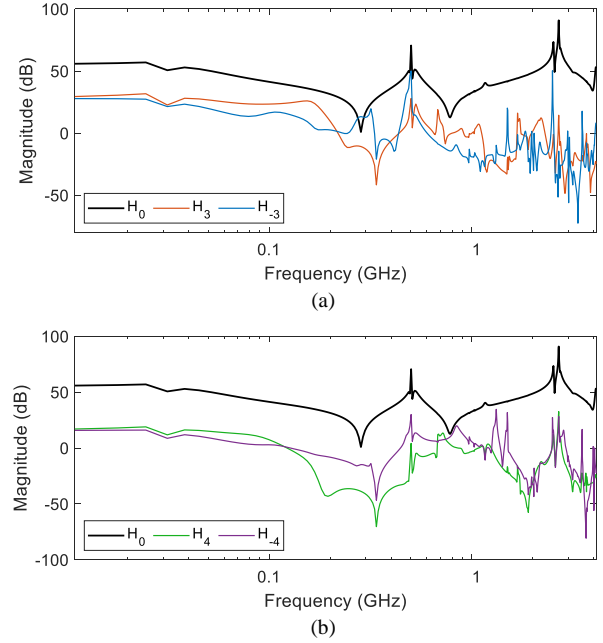 100
50
0
-50
Magnitude (dB)
H0 H3 H-3
0.1 1
Frequency (GHz)
(a)
100
50
0
-50
-100
Magnitude (dB)
H0 H4 H-4
0.1 1
Frequency (GHz)
(b)